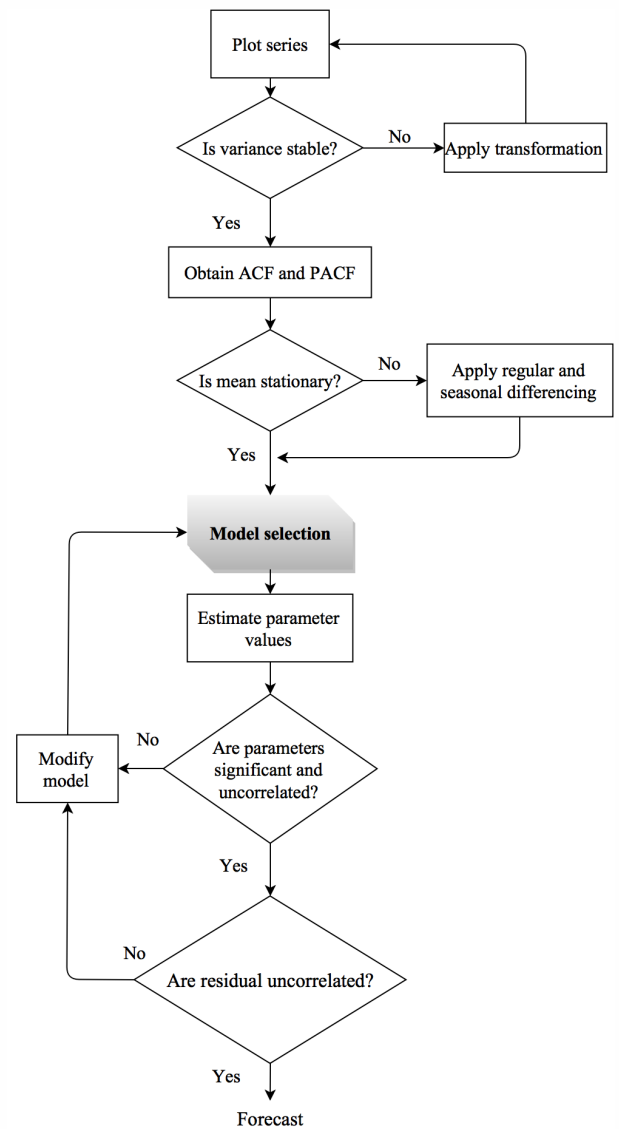 Plot series
Is variance stable?
No
Apply transformation
Yes
Obtain ACF and PACF
Is mean stationary?
No
Apply regular and
seasonal differencing
Yes
Model selection
Estimate parameter
values
Are parameters
significant and
uncorrelated?
No
Modify
model
Yes
Are residual uncorrelated?
No
Yes
Forecast